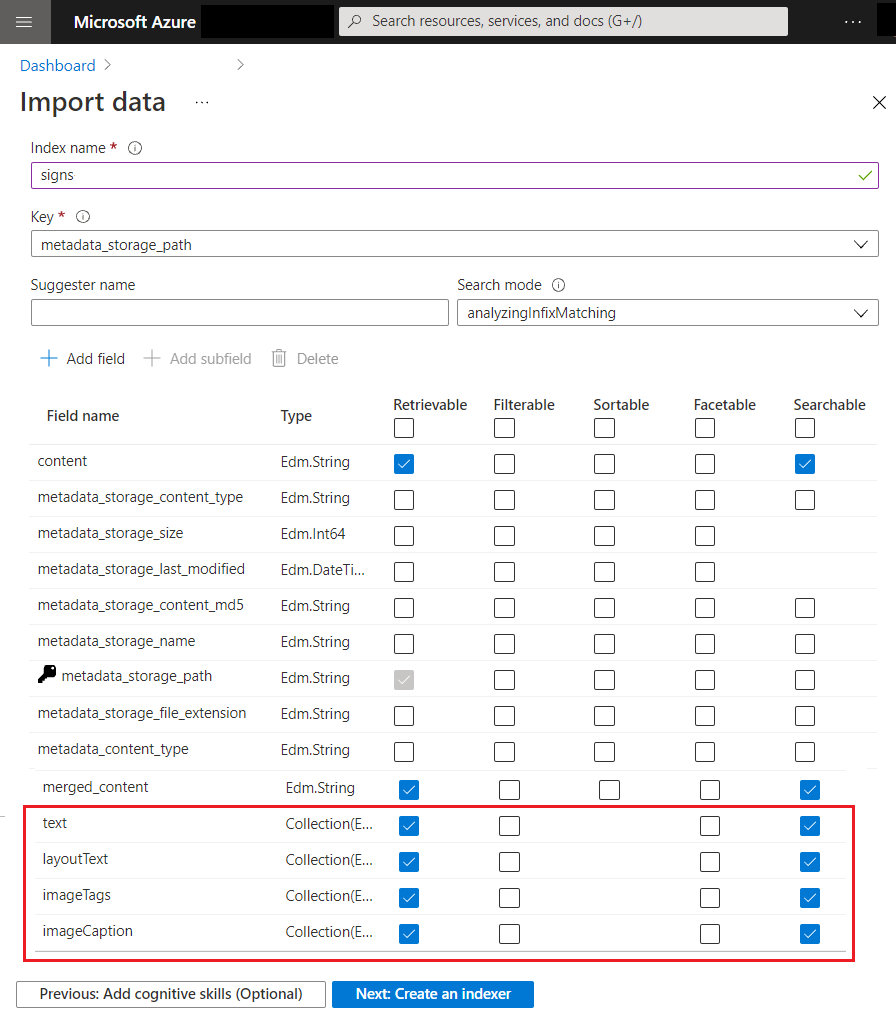 Microsoft Azure
Search resources, services, and docs (G+/)
...
Dashboard > >
Import data ...
Index name *
signs
Key *
metadata_storage_path
Suggester name Search mode
analyzingInfixMatching
+ Add field + Add subfield Delete
Field name Type Retrievable Filterable Sortable Facetable Searchable
content Edm.String
metadata_storage_content_type Edm.String
metadata_storage_size Edm.Int64
metadata_storage_last_modified Edm.DateTi...
metadata_storage_content_md5 Edm.String
metadata_storage_name Edm.String
metadata_storage_path Edm.String
metadata_storage_file_extension Edm.String
metadata_content_type Edm.String
merged_content Edm.String
text Collection(E...
layoutText Collection(E...
imageTags Collection(E...
imageCaption Collection(E...
Previous: Add cognitive skills (Optional) Next: Create an indexer